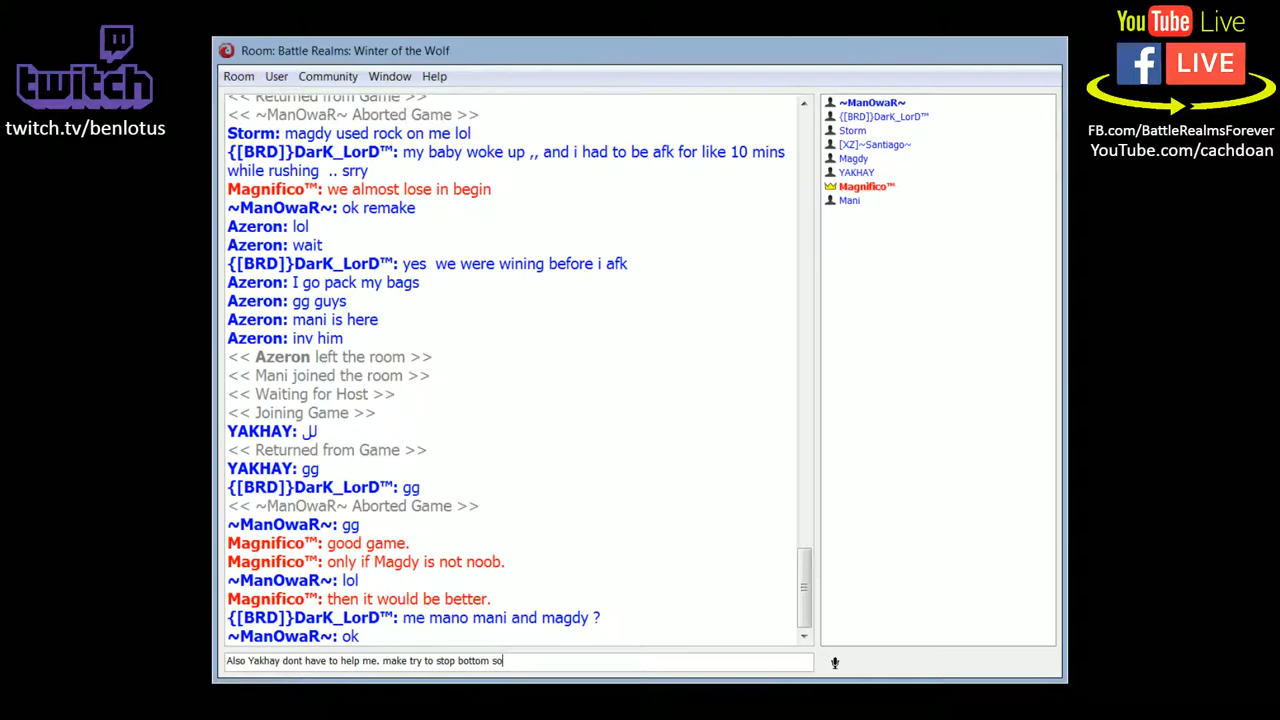 twitch
twitch.tv/benlotus
YouTube Live
f LIVE
FB.com/BattleRealmsForever
YouTube.com/cachdoan
Room: Battle Realms: Winter of the Wolf
Room User Community Window Help
<< Returned from Game >>
<< ~ManOwaR~ Aborted Game >>
Storm: magdy used rock on me lol
{[BRD]}DarK_LorD™: my baby woke up ,, and i had to be afk for like 10 mins
while rushing .. srry
Magnifico™: we almost lose in begin
~ManOwaR~: ok remake
Azeron: lol
Azeron: wait
{[BRD]}DarK_LorD™: yes we were wining before i afk
Azeron: I go pack my bags
Azeron: gg guys
Azeron: mani is here
Azeron: inv him
<< Azeron left the room >>
<< Mani joined the room >>
<< Waiting for Host >>
<< Joining Game >>
YAKHAY: لل
<< Returned from Game >>
YAKHAY: gg
{[BRD]}DarK_LorD™: gg
<< ~ManOwaR~ Aborted Game >>
~ManOwaR~: gg
Magnifico™: good game.
Magnifico™: only if Magdy is not noob.
~ManOwaR~: lol
Magnifico™: then it would be better.
{[BRD]}DarK_LorD™: me mano mani and magdy ?
~ManOwaR~: ok
Also Yakhay dont have to help me. make try to stop bottom so
~ManOwaR~
{[BRD]}DarK_LorD™
Storm
[XZ]~Santiago~
Magdy
YAKHAY
Magnifico™
Mani